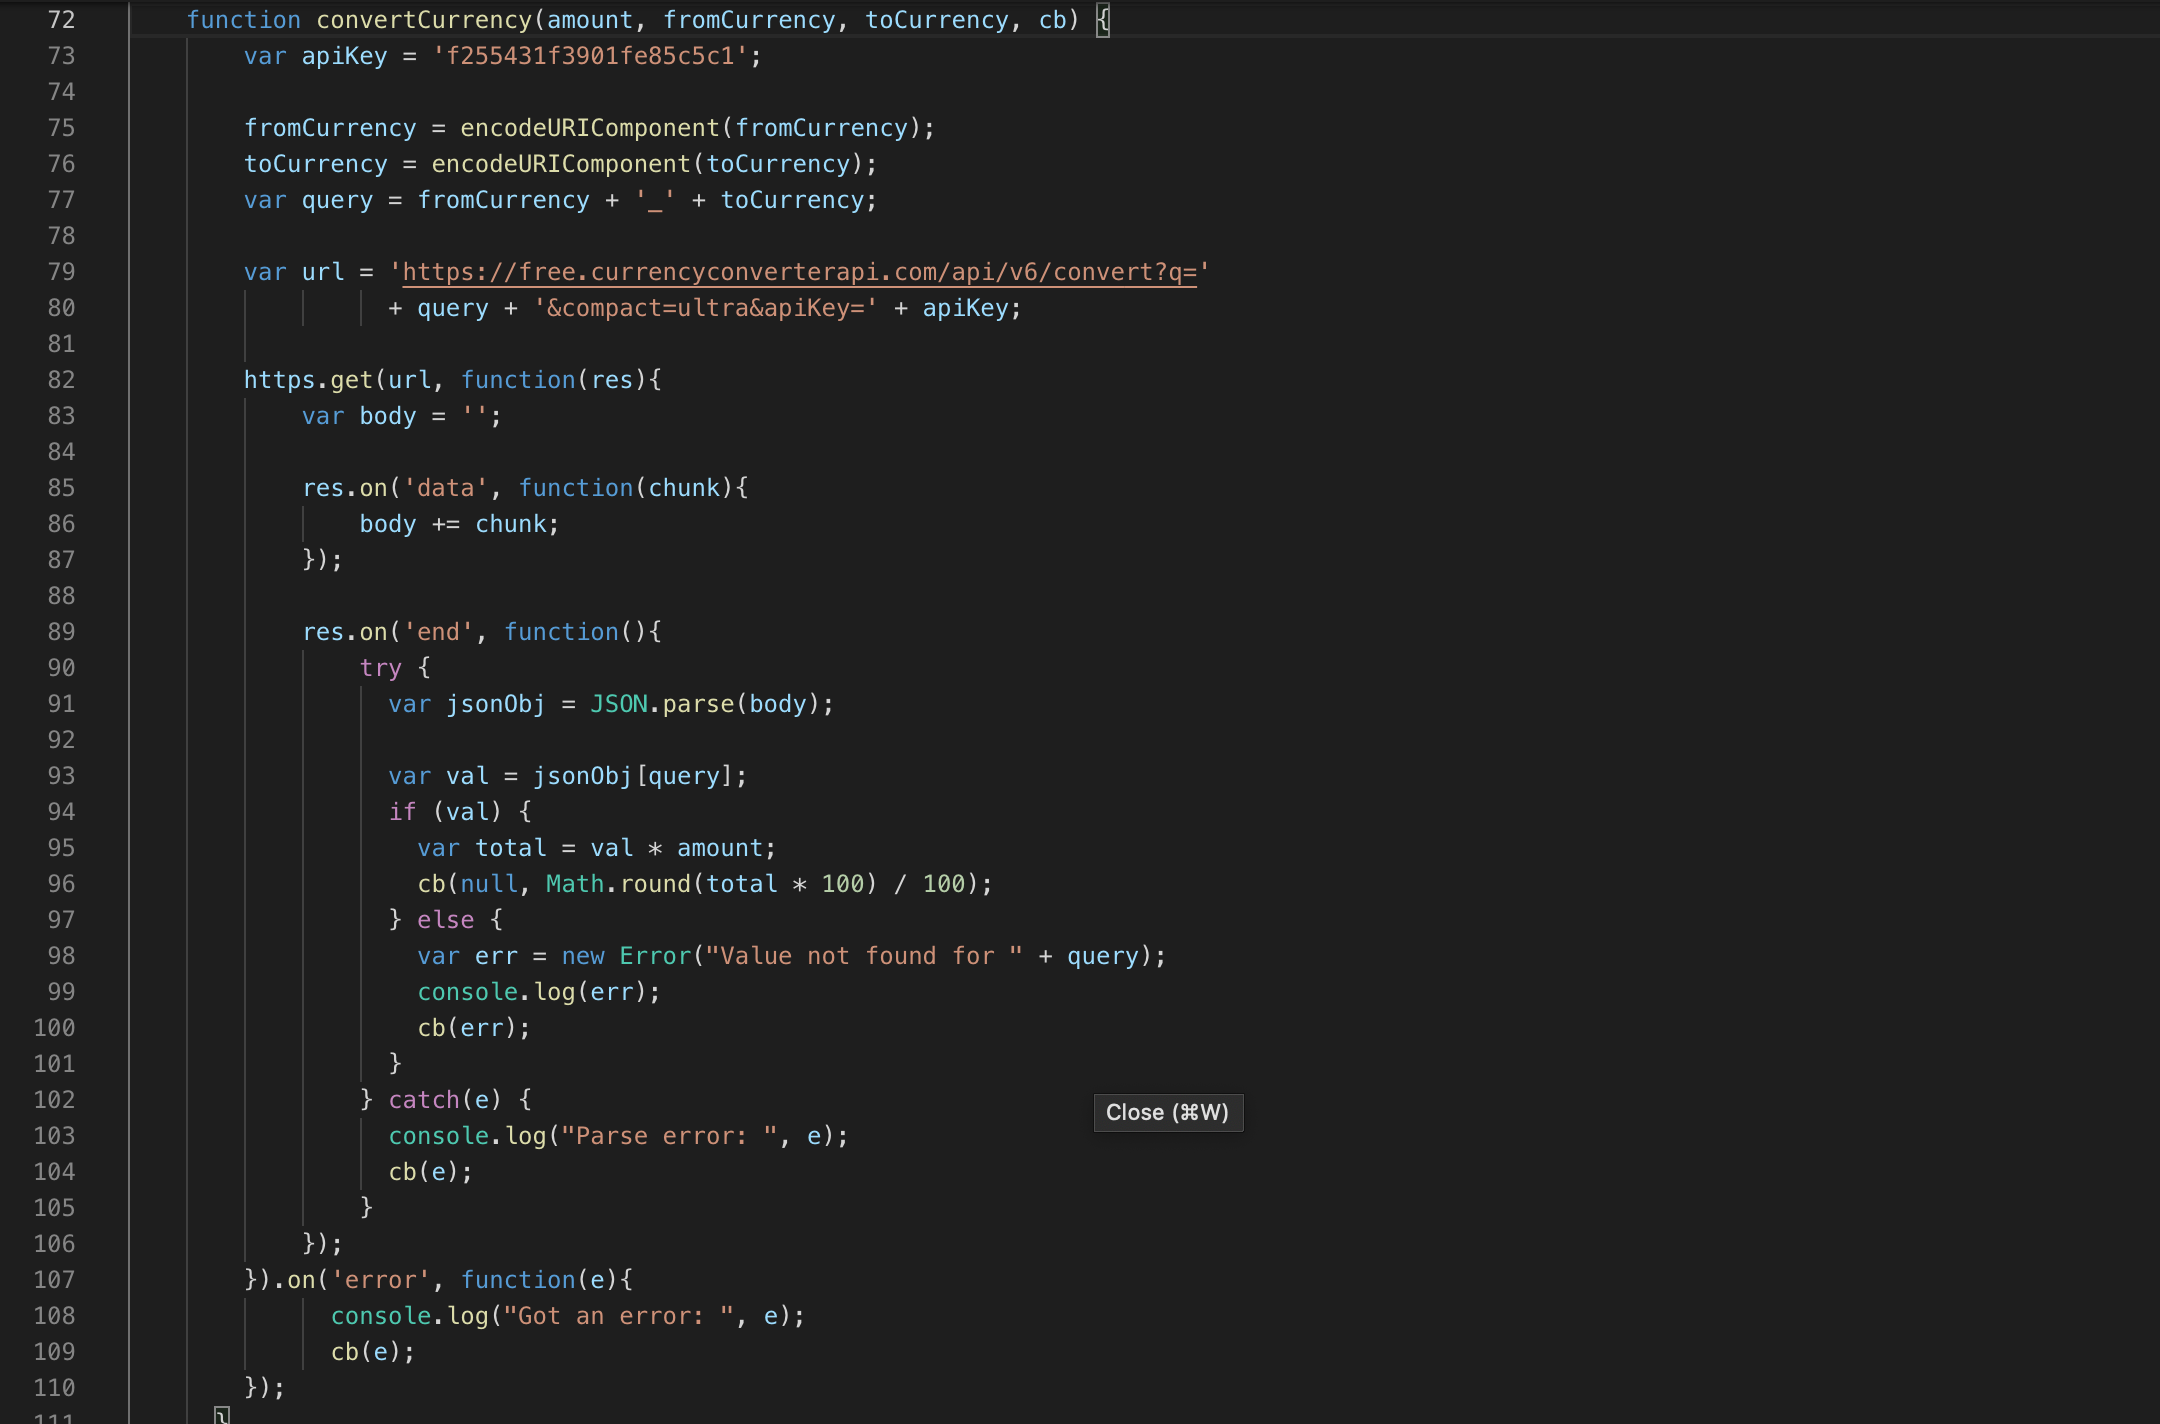 72 function convertCurrency(amount, fromCurrency, toCurrency, cb) {
73 var apiKey = 'f255431f3901fe85c5c1';
74
75 fromCurrency = encodeURIComponent(fromCurrency);
76 toCurrency = encodeURIComponent(toCurrency);
77 var query = fromCurrency + '_' + toCurrency;
78
79 var url = 'https://free.currencyconverterapi.com/api/v6/convert?q='
80 + query + '&compact=ultra&apiKey=' + apiKey;
81
82 https.get(url, function(res){
83 var body = '';
84
85 res.on('data', function(chunk){
86 body += chunk;
87 });
88
89 res.on('end', function(){
90 try {
91 var jsonObj = JSON.parse(body);
92
93 var val = jsonObj[query];
94 if (val) {
95 var total = val * amount;
96 cb(null, Math.round(total * 100) / 100);
97 } else {
98 var err = new Error("Value not found for " + query);
99 console.log(err);
100 cb(err);
101 }
102 } catch(e) {
Close (⌘W)
103 console.log("Parse error: ", e);
104 cb(e);
105 }
106 });
107 }).on('error', function(e){
108 console.log("Got an error: ", e);
109 cb(e);
110 });
111 }